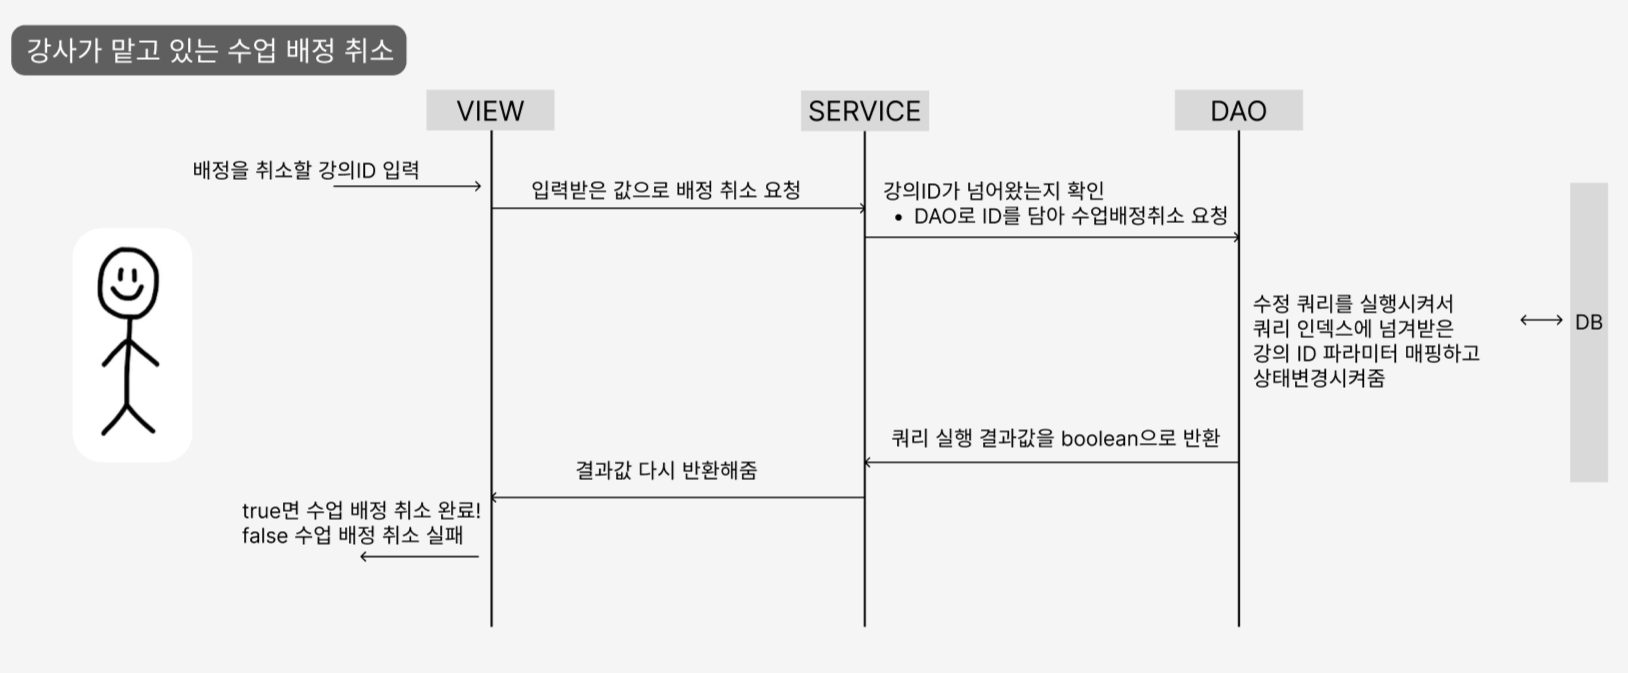 강사가 맡고 있는 수업 배정 취소
VIEW
SERVICE
DAO
배정을 취소할 강의ID 입력
입력받은 값으로 배정 취소 요청
강의ID가 넘어왔는지 확인
• DAO로 ID를 담아 수업배정취소 요청
수정 쿼리를 실행시켜서
쿼리 인덱스에 넘겨받은
강의 ID 파라미터 매핑하고
상태변경시켜줌
DB
쿼리 실행 결과값을 boolean으로 반환
결과값 다시 반환해줌
true면 수업 배정 취소 완료!
false 수업 배정 취소 실패